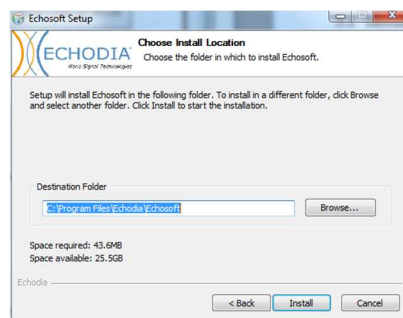 Echosoft Setup
ECHODIA
Nano Signal Technologies
Choose Install Location
Choose the folder in which to install Echosoft.
Setup will install Echosoft in the following folder. To install in a different folder, click Browse
and select another folder. Click Install to start the installation.
Destination Folder
C:\Program Files\Echodia\Echosoft
Browse...
Space required: 43.6MB
Space available: 25.5GB
Echodia
< Back
Install
Cancel